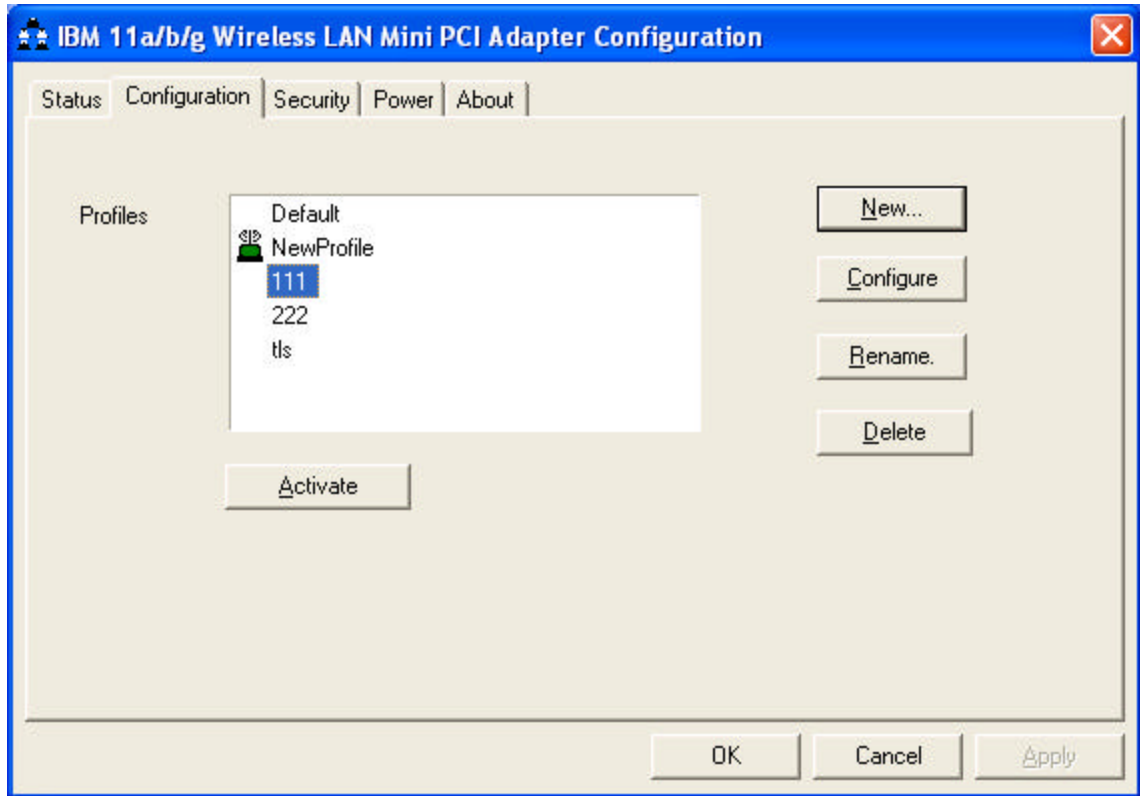 IBM 11a/b/g Wireless LAN Mini PCI Adapter Configuration
Status Configuration Security Power About
Profiles
Default
NewProfile
111
222
tls
New...
Configure
Rename.
Delete
Activate
OK Cancel Apply